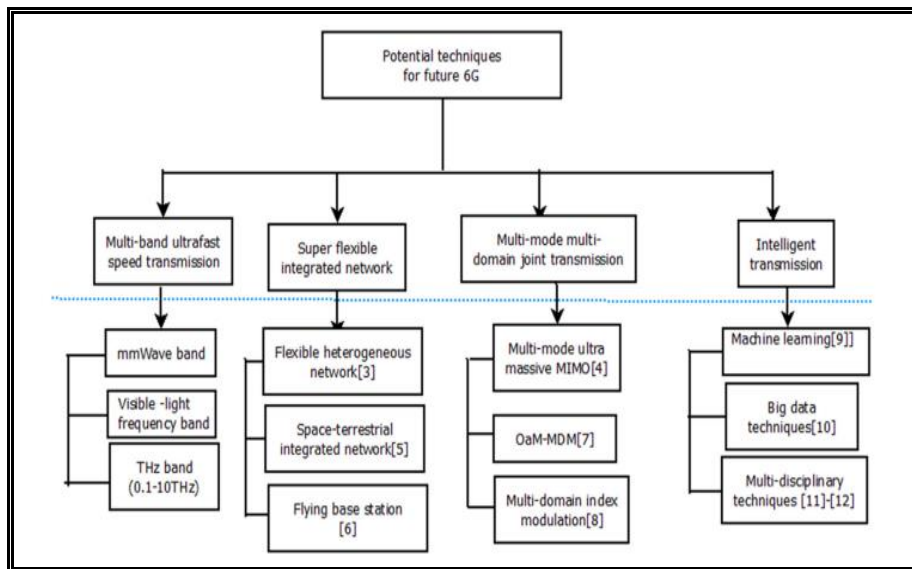 Potential techniques
for future 6G
Multi-band ultrafast
speed transmission
Super flexible
integrated network
Multi-mode multi-
domain joint transmission
Intelligent
transmission
mmWave band
Visible -light
frequency band
THz band
(0.1-10THz)
Flexible heterogeneous
network[3]
Space-terrestrial
integrated network[5]
Flying base station
[6]
Multi-mode ultra
massive MIMO[4]
OaM-MDM[7]
Multi-domain index
modulation[8]
Machine learning[9]]
Big data
techniques[10]
Multi-disciplinary
techniques [11]-[12]